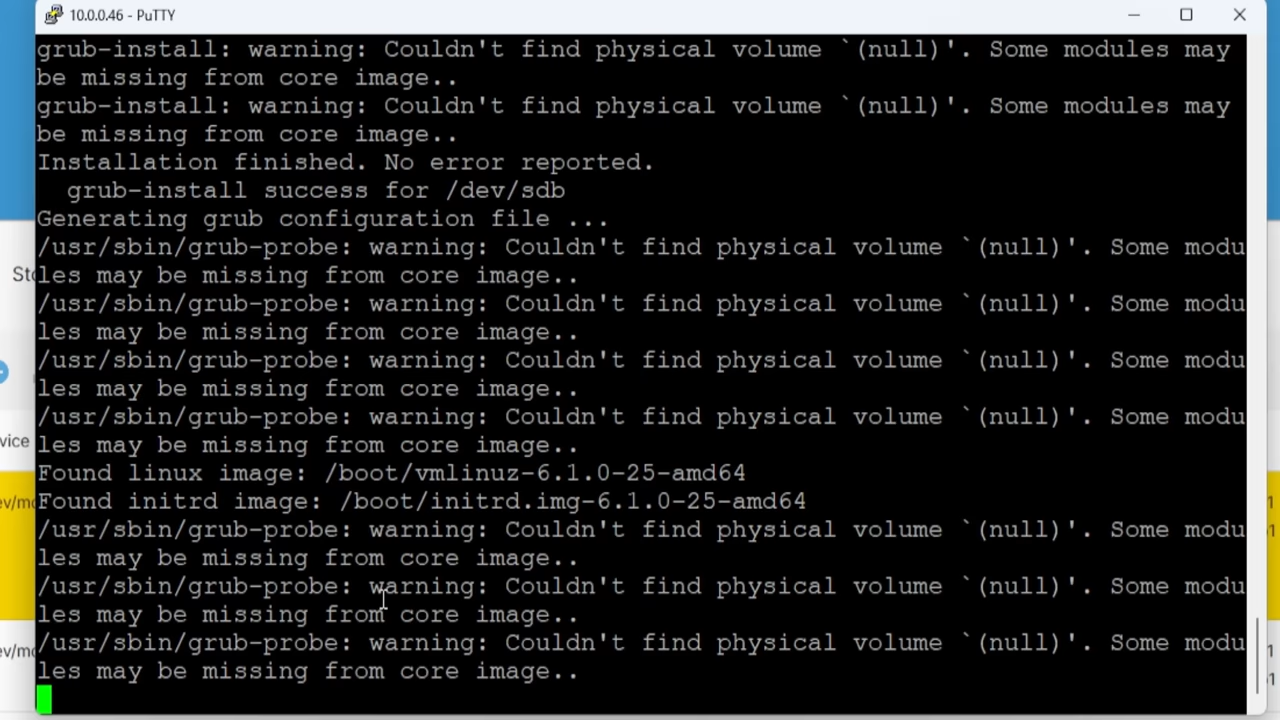 10.0.0.46 - PuTTY
grub-install: warning: Couldn't find physical volume `(null)'. Some modules may
be missing from core image..
grub-install: warning: Couldn't find physical volume `(null)'. Some modules may
be missing from core image..
Installation finished. No error reported.
  grub-install success for /dev/sdb
Generating grub configuration file ...
/usr/sbin/grub-probe: warning: Couldn't find physical volume `(null)'. Some modu
les may be missing from core image..
/usr/sbin/grub-probe: warning: Couldn't find physical volume `(null)'. Some modu
les may be missing from core image..
/usr/sbin/grub-probe: warning: Couldn't find physical volume `(null)'. Some modu
les may be missing from core image..
/usr/sbin/grub-probe: warning: Couldn't find physical volume `(null)'. Some modu
les may be missing from core image..
Found linux image: /boot/vmlinuz-6.1.0-25-amd64
Found initrd image: /boot/initrd.img-6.1.0-25-amd64
/usr/sbin/grub-probe: warning: Couldn't find physical volume `(null)'. Some modu
les may be missing from core image..
/usr/sbin/grub-probe: warning: Couldn't find physical volume `(null)'. Some modu
les may be missing from core image..
/usr/sbin/grub-probe: warning: Couldn't find physical volume `(null)'. Some modu
les may be missing from core image..